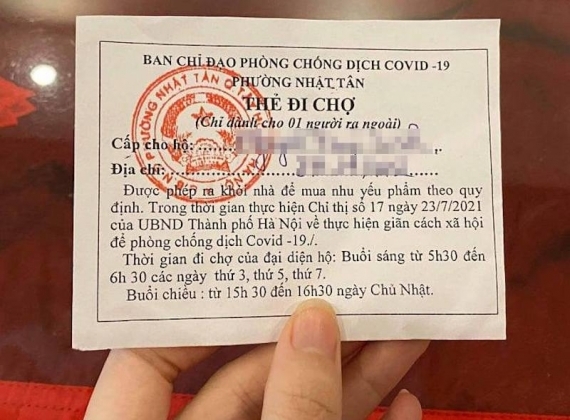 BAN CHỈ ĐẠO PHÒNG CHỐNG DỊCH COVID -19
PHƯỜNG NHẬT TÂN
THẺ ĐI CHỢ
(Chỉ dành cho 01 người ra ngoài)
Cấp cho hộ:
Địa chỉ:
Được phép ra khỏi nhà để mua nhu yếu phẩm theo quy
định. Trong thời gian thực hiện Chỉ thị số 17 ngày 23/7/2021
của UBND Thành phố Hà Nội về thực hiện giãn cách xã hội
để phòng chống dịch Covid -19./.
Thời gian đi chợ của đại diện hộ: Buổi sáng từ 5h30 đến
6h 30 các ngày thứ 3, thứ 5, thứ 7.
Buổi chiều : từ 15h 30 đến 16h30 ngày Chủ Nhật.
PHƯỜNG NHẬT TÂN